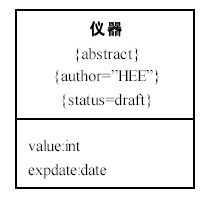 仪器
{abstract}
{author=”HEE”}
{status=draft}
value:int
expdate:date